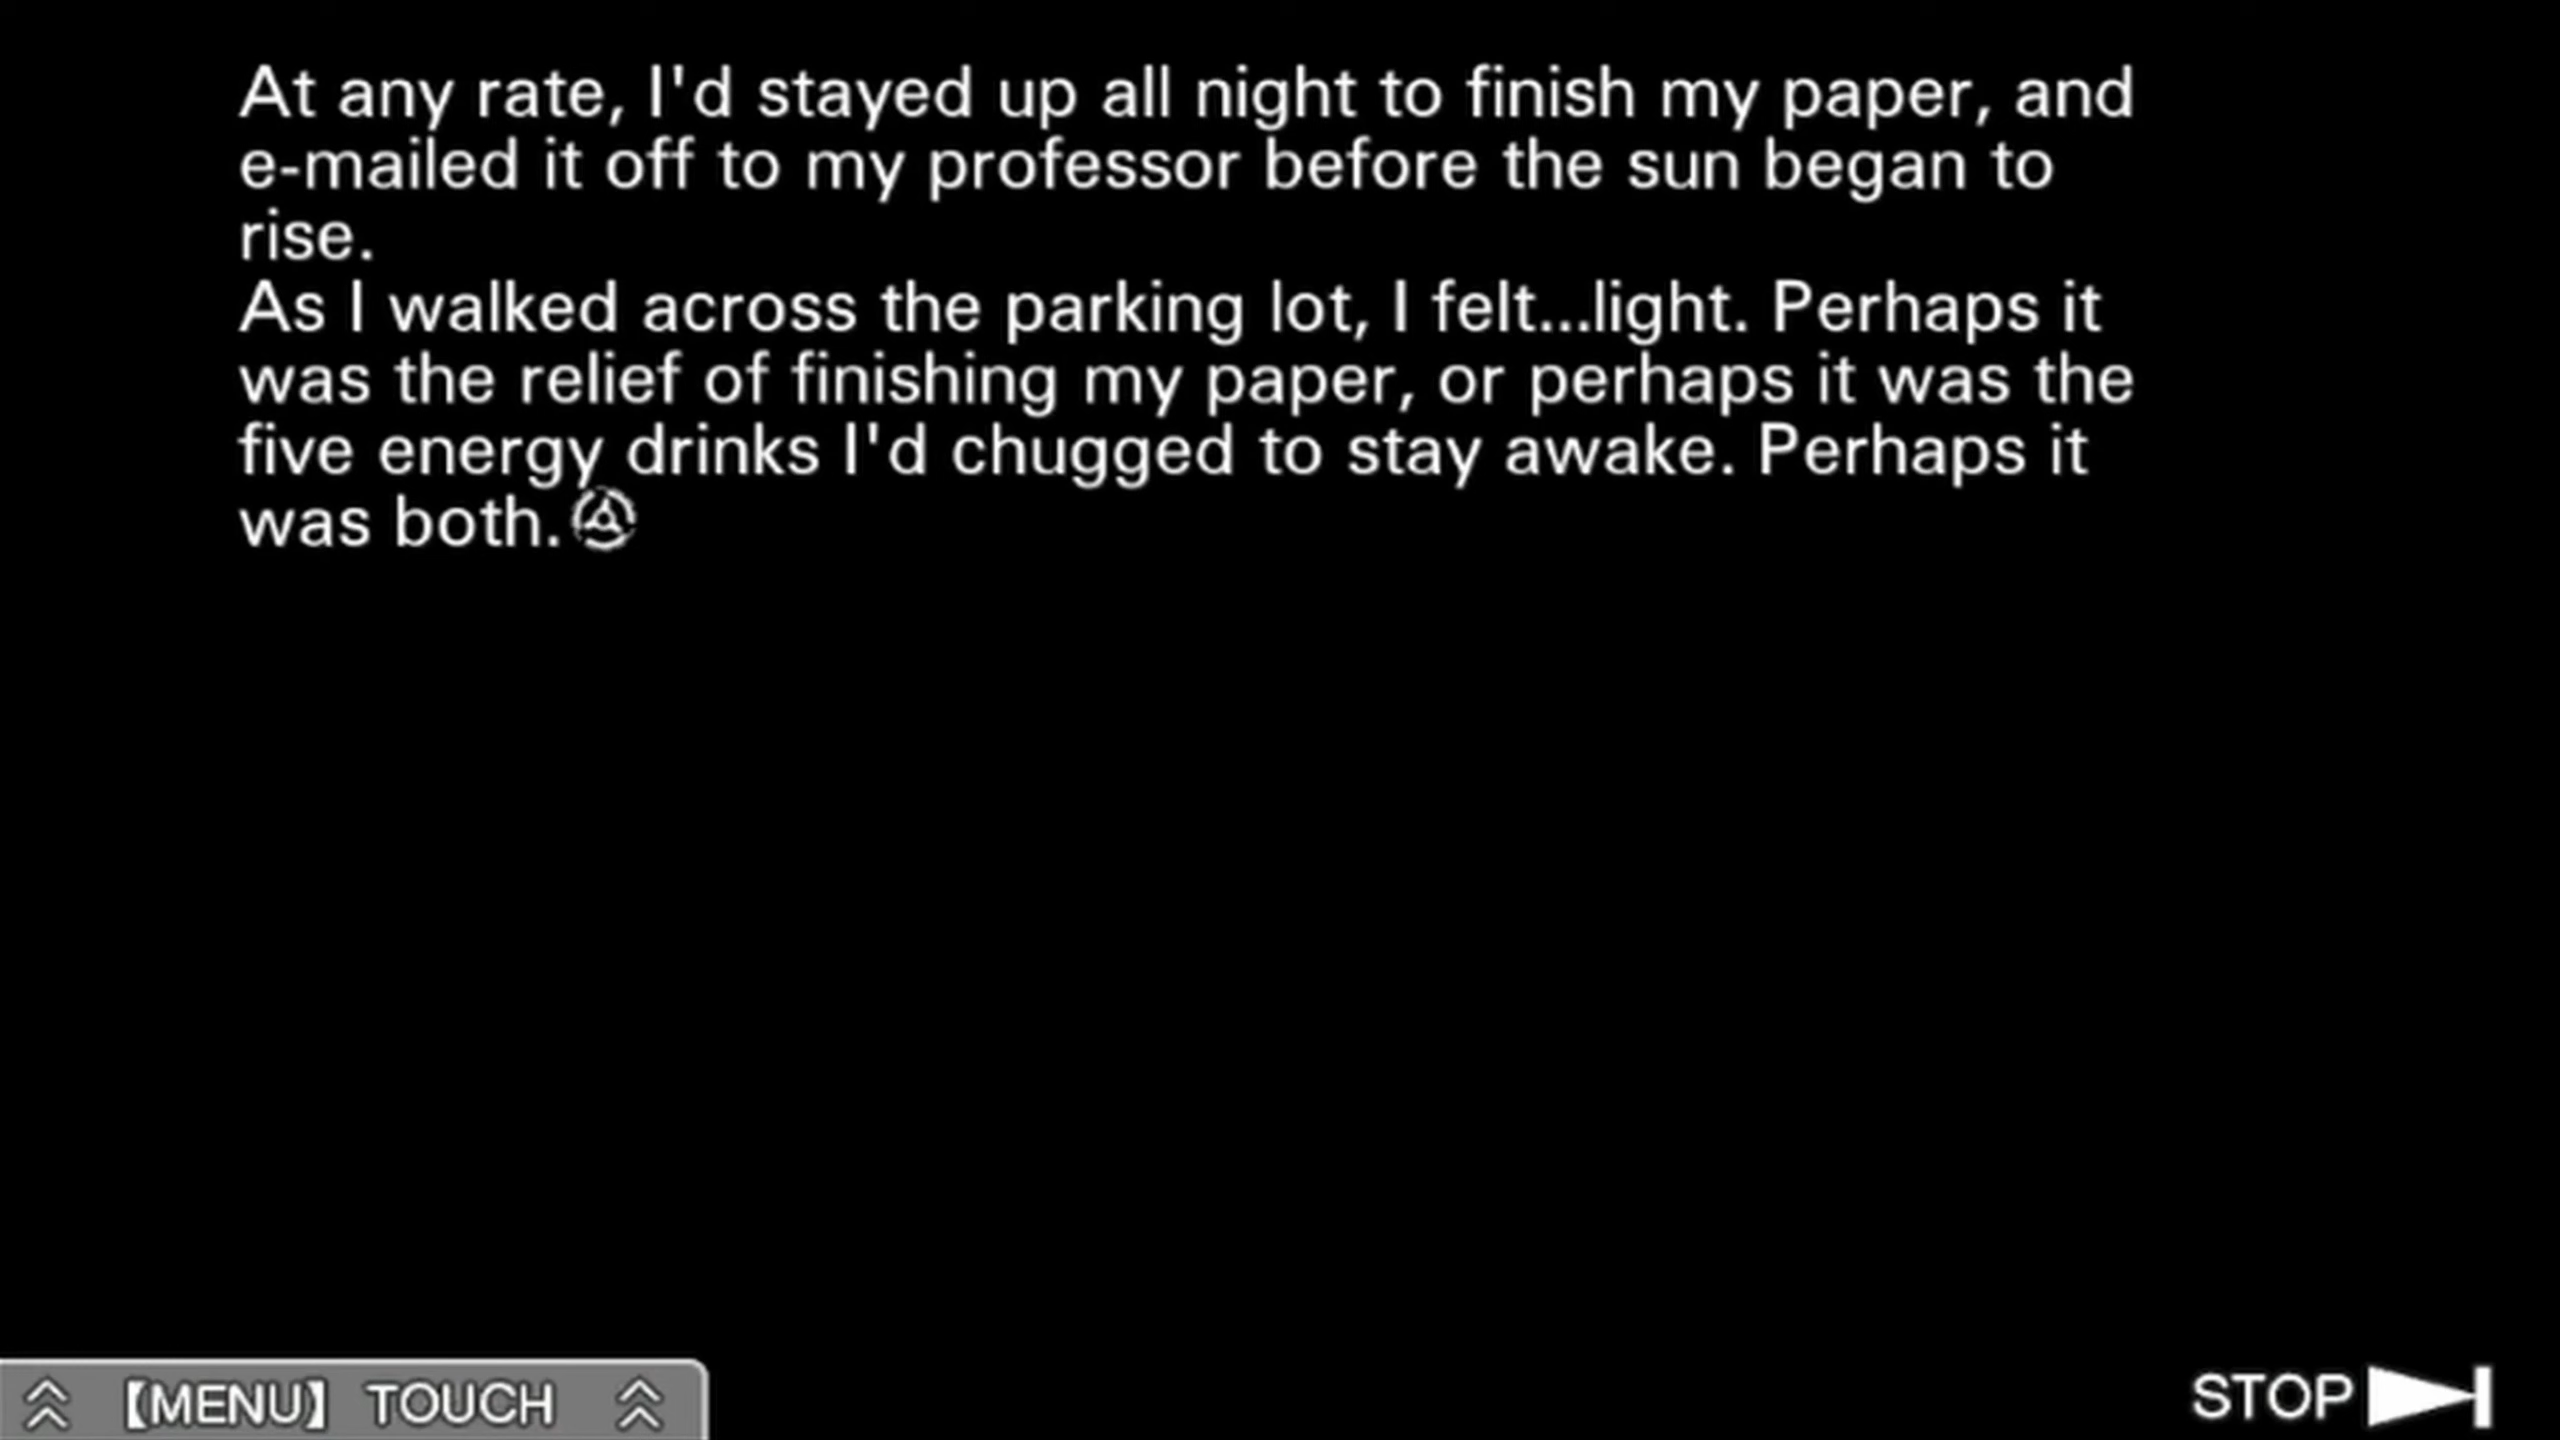 At any rate, I'd stayed up all night to finish my paper, and
e-mailed it off to my professor before the sun began to
rise.
As I walked across the parking lot, I felt...light. Perhaps it
was the relief of finishing my paper, or perhaps it was the
five energy drinks I'd chugged to stay awake. Perhaps it
was both.
【MENU】 TOUCH
STOP